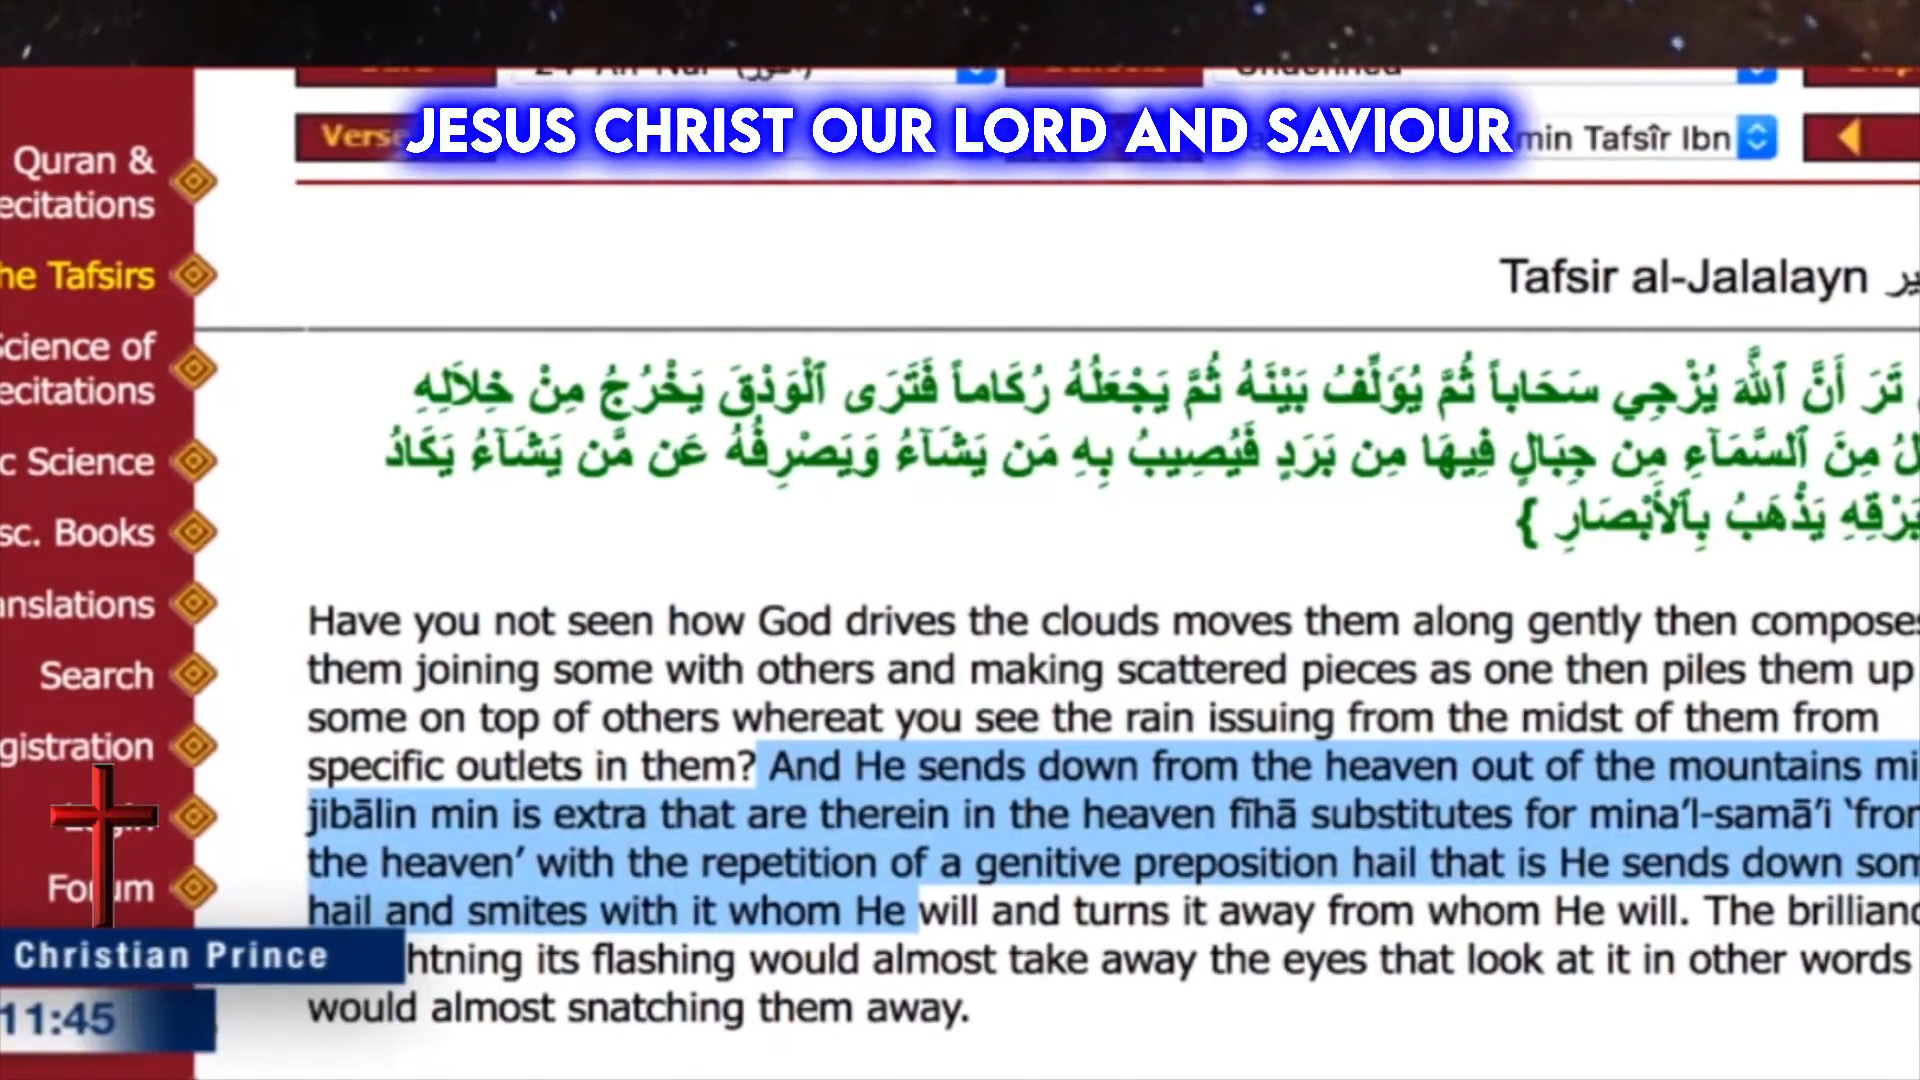 JESUS CHRIST OUR LORD AND SAVIOUR
Verse
min Tafsîr Ibn
Quran &
ecitations
he Tafsirs
Science of
ecitations
c Science
sc. Books
anslations
Search
gistration
Forum
Tafsir al-Jalalayn
تَرَ أَنَّ ٱللَّهَ يُزْجِي سَحَاباً ثُمَّ يُؤَلِّفُ بَيْنَهُ ثُمَّ يَجْعَلُهُ رُكَاماً فَتَرَى ٱلْوَدْقَ يَخْرُجُ مِنْ خِلاَلِهِ
لُ مِنَ ٱلسَّمَآءِ مِن جِبَالٍ فِيهَا مِن بَرَدٍ فَيُصِيبُ بِهِ مَن يَشَآءُ وَيَصْرِفُهُ عَن مَّن يَشَآءُ يَكَادُ
بَرْقِهِ يَذْهَبُ بِٱلأَبْصَارِ }
Have you not seen how God drives the clouds moves them along gently then composes
them joining some with others and making scattered pieces as one then piles them up
some on top of others whereat you see the rain issuing from the midst of them from
specific outlets in them? And He sends down from the heaven out of the mountains mi
jibālin min is extra that are therein in the heaven fīhā substitutes for mina’l-samā’i ‘from
the heaven’ with the repetition of a genitive preposition hail that is He sends down som
hail and smites with it whom He will and turns it away from whom He will. The brillianc
htning its flashing would almost take away the eyes that look at it in other words
would almost snatching them away.
Christian Prince
11:45